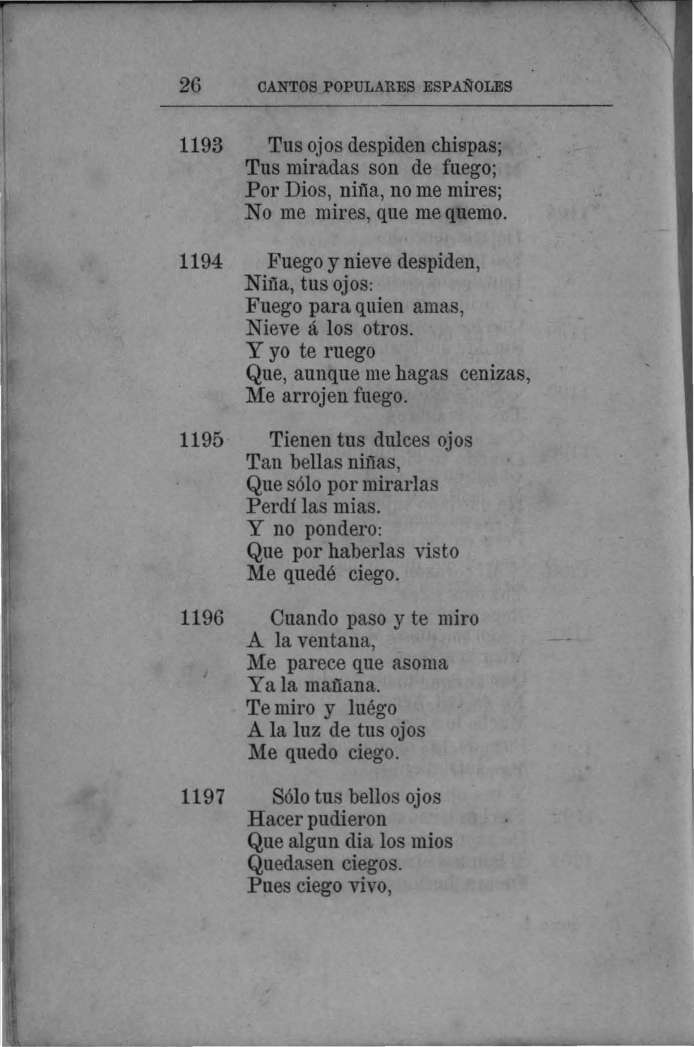 26 CANTOS POPULARES ESPAÑOLES
1193 Tus ojos despiden chispas;
Tus miradas son de fuego;
Por Dios, niña, no me mires;
No me mires, que me quemo.
1194 Fuego y nieve despiden,
Niña, tus ojos:
Fuego para quien amas,
Nieve á los otros.
Y yo te ruego
Que, aunque me hagas cenizas,
Me arrojen fuego.
1195 Tienen tus dulces ojos
Tan bellas niñas,
Que sólo por mirarlas
Perdí las mias.
Y no pondero:
Que por haberlas visto
Me quedé ciego.
1196 Cuando paso y te miro
A la ventana,
Me parece que asoma
Ya la mañana.
Te miro y luégo
A la luz de tus ojos
Me quedo ciego.
1197 Sólo tus bellos ojos
Hacer pudieron
Que algun dia los mios
Quedasen ciegos.
Pues ciego vivo,